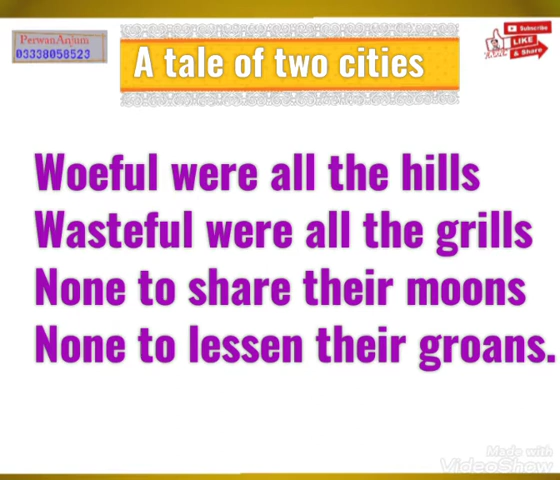 PerwanAnjum
03338058523
A tale of two cities
Subscribe
LIKE
& Share
Woeful were all the hills
Wasteful were all the grills
None to share their moons
None to lessen their groans.
Made with
VideoShow